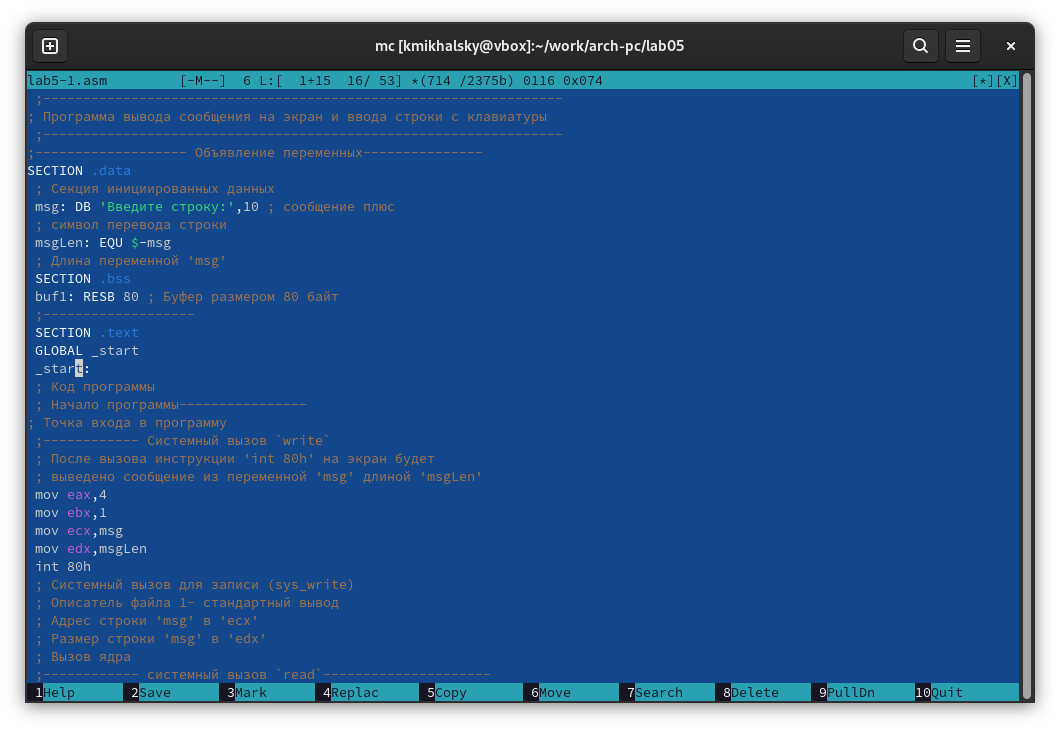 mc [kmikhalsky@vbox]:~/work/arch-pc/lab05
lab5-1.asm [-M--] 6 L:[ 1+15 16/ 53] *(714 /2375b) 0116 0x074 [*][X]
;-----------------------------------------------------------------
; Программа вывода сообщения на экран и ввода строки с клавиатуры
;-----------------------------------------------------------------
;------------------- Объявление переменных---------------
SECTION .data
; Секция инициированных данных
msg: DB 'Введите строку:',10 ; сообщение плюс
; символ перевода строки
msgLen: EQU $-msg
; Длина переменной 'msg'
SECTION .bss
buf1: RESB 80 ; Буфер размером 80 байт
;-------------------
SECTION .text
GLOBAL _start
_start:
; Код программы
; Начало программы----------------
; Точка входа в программу
;------------ Системный вызов `write`
; После вызова инструкции 'int 80h' на экран будет
; выведено сообщение из переменной 'msg' длиной 'msgLen'
mov eax,4
mov ebx,1
mov ecx,msg
mov edx,msgLen
int 80h
; Системный вызов для записи (sys_write)
; Описатель файла 1- стандартный вывод
; Адрес строки 'msg' в 'ecx'
; Размер строки 'msg' в 'edx'
; Вызов ядра
;------------ системный вызов `read`---------------------
1Help 2Save 3Mark 4Replac 5Copy 6Move 7Search 8Delete 9PullDn 10Quit